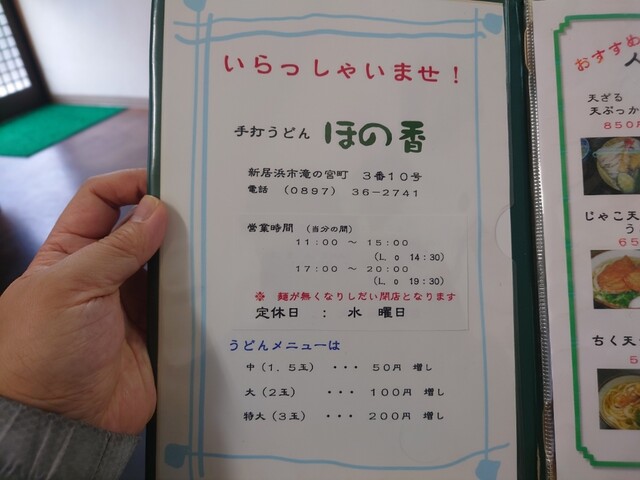 いらっしゃいませ！
手打うどん ほの香
新居浜市滝の宮町 ３番１０号
電話 （０８９７） ３６－２７４１
営業時間 （当分の間）
１１：００ ～ １５：００
（Ｌ．ｏ １４：３０）
１７：００ ～ ２０：００
（Ｌ．ｏ １９：３０）
※ 麺が無くなりしだい閉店となります
定休日 ： 水 曜日
うどんメニューは
中（１．５玉） ・・・ ５０円 増し
大（２玉） ・・・ １００円 増し
特大（３玉） ・・・ ２００円 増し
おすすめ
天ざる
天ぶっか
８５０円
じゃこ天
う
６５
ちく天
５